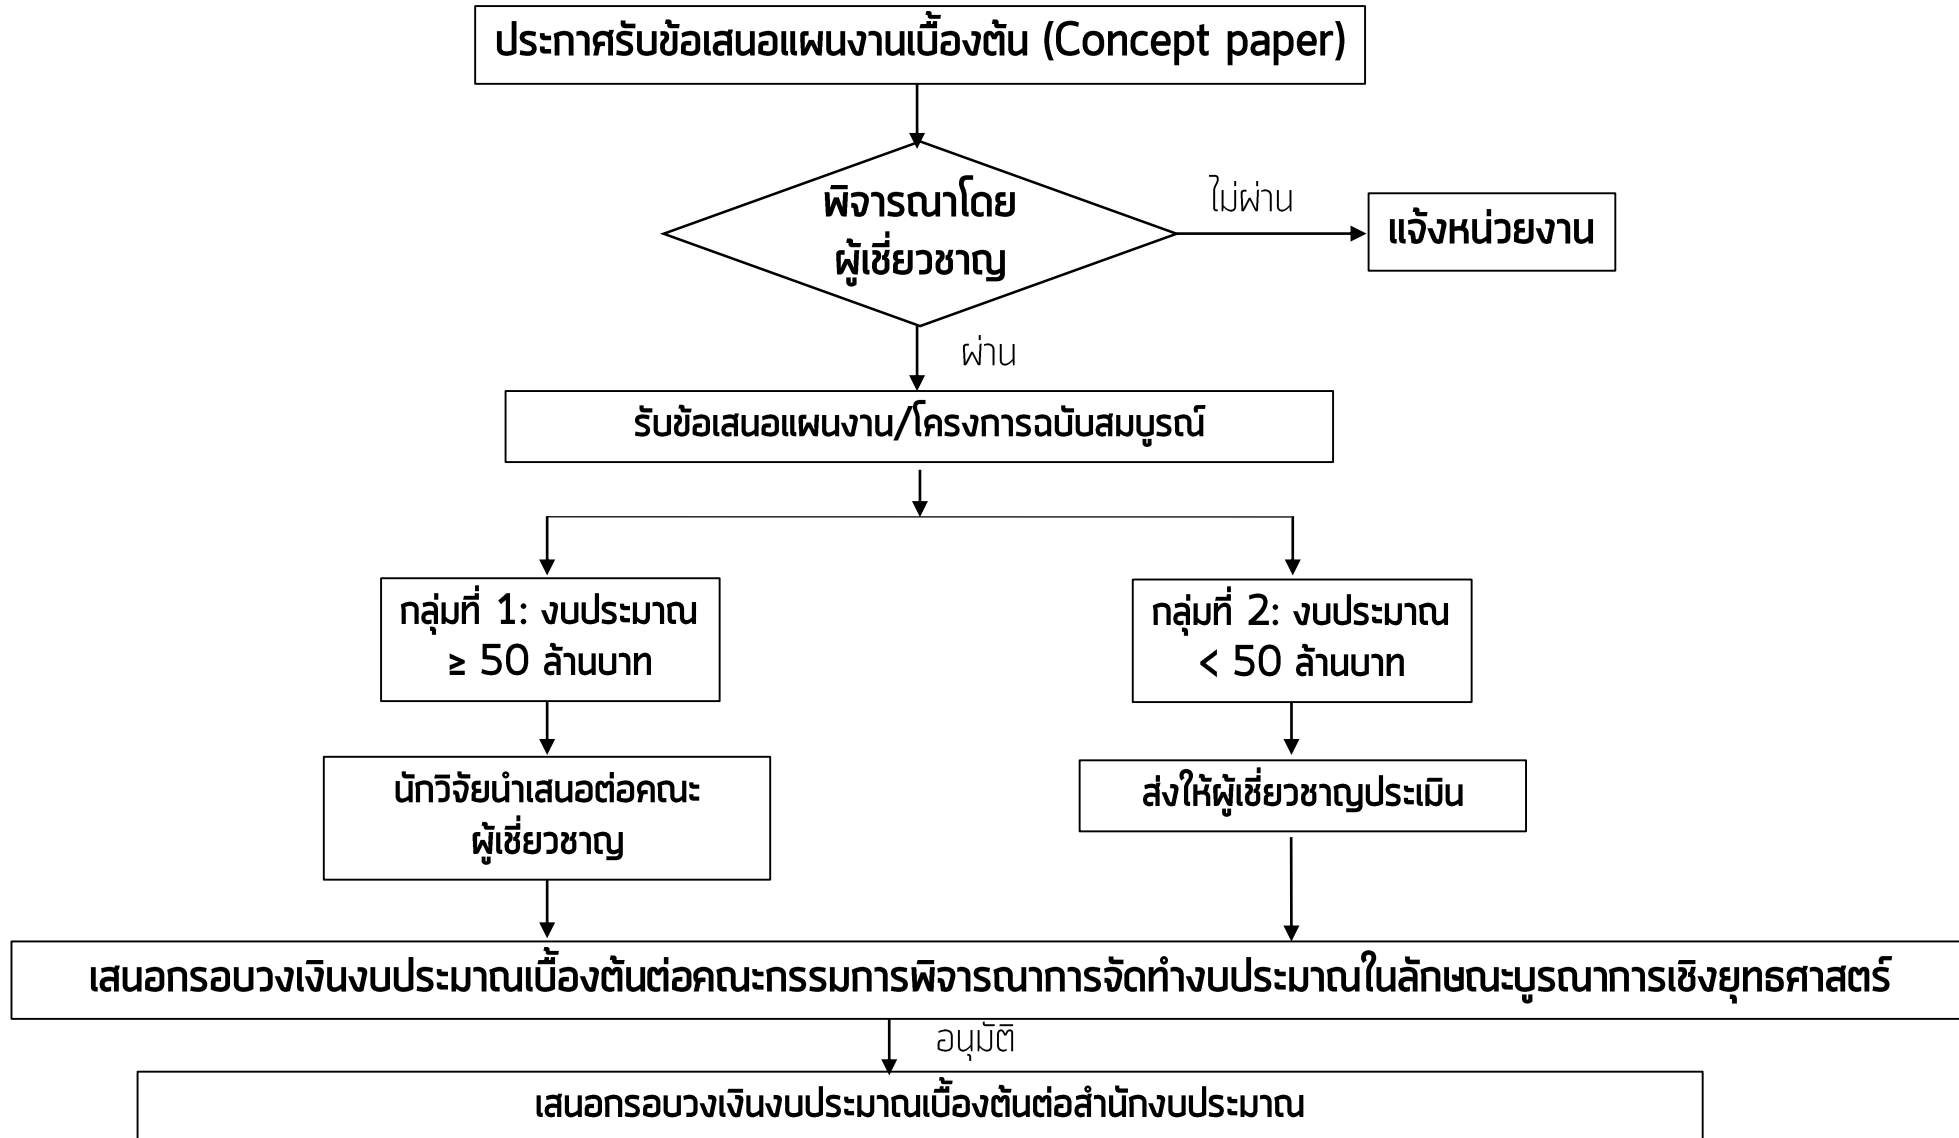 ประกาศรับข้อเสนอแผนงานเบื้องต้น (Concept paper)
พิจารณาโดย
ผู้เชี่ยวชาญ
ไม่ผ่าน
แจ้งหน่วยงาน
ผ่าน
รับข้อเสนอแผนงาน/โครงการฉบับสมบูรณ์
กลุ่มที่ 1: งบประมาณ
≥ 50 ล้านบาท
กลุ่มที่ 2: งบประมาณ
< 50 ล้านบาท
นักวิจัยนำเสนอต่อคณะ
ผู้เชี่ยวชาญ
ส่งให้ผู้เชี่ยวชาญประเมิน
เสนอกรอบวงเงินงบประมาณเบื้องต้นต่อคณะกรรมการพิจารณาการจัดทำงบประมาณในลักษณะบูรณาการเชิงยุทธศาสตร์
อนุมัติ
เสนอกรอบวงเงินงบประมาณเบื้องต้นต่อสำนักงบประมาณ